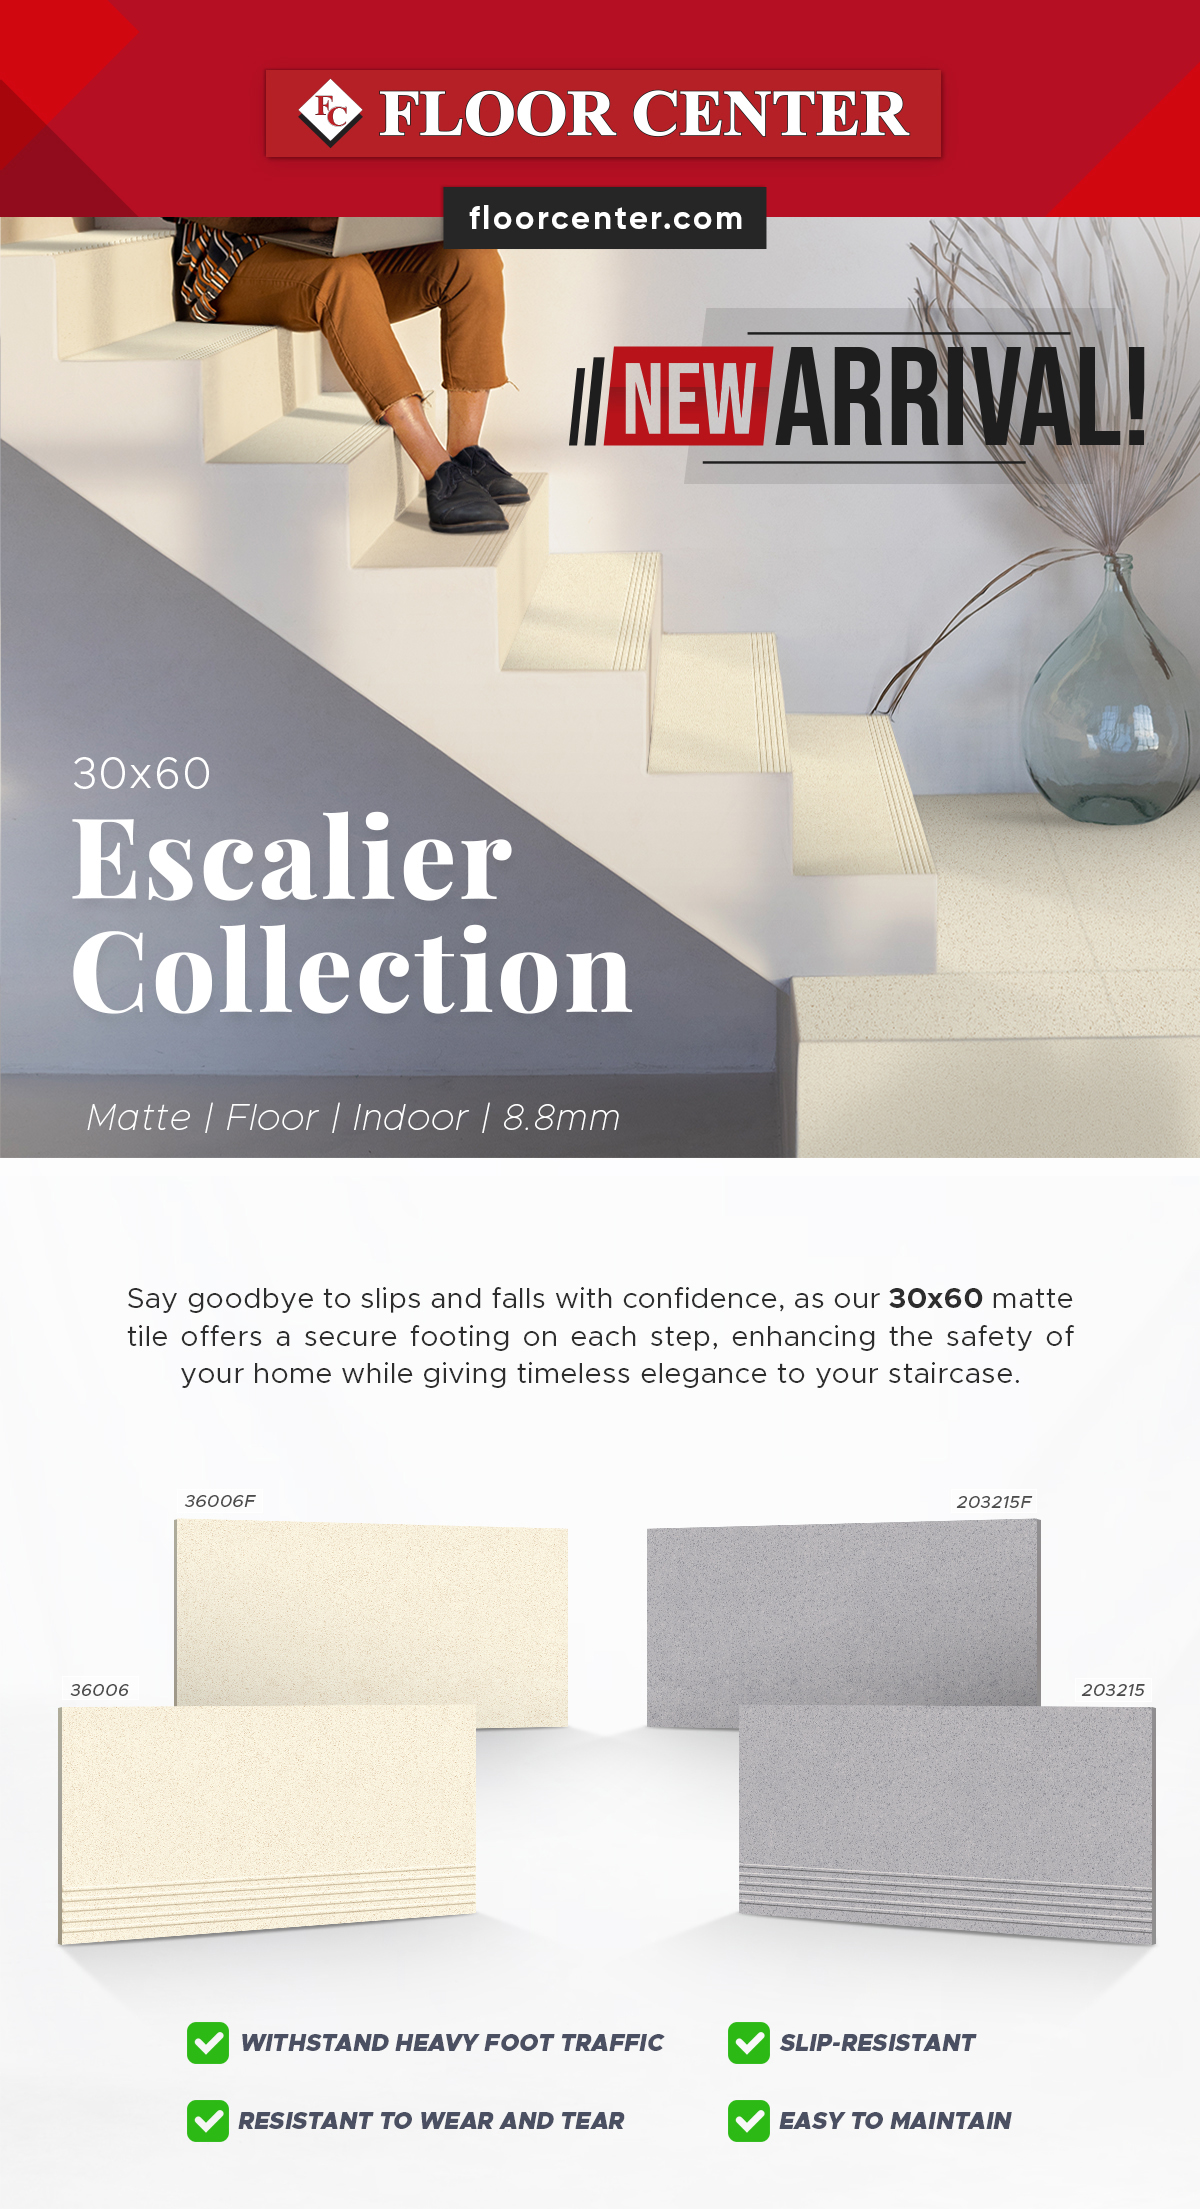 FC FLOOR CENTER
floorcenter.com
NEW ARRIVAL!
30x60
Escalier
Collection
Matte | Floor | Indoor | 8.8mm
Say goodbye to slips and falls with confidence, as our 30x60 matte
tile offers a secure footing on each step, enhancing the safety of
your home while giving timeless elegance to your staircase.
36006F
203215F
36006
203215
WITHSTAND HEAVY FOOT TRAFFIC
SLIP-RESISTANT
RESISTANT TO WEAR AND TEAR
EASY TO MAINTAIN